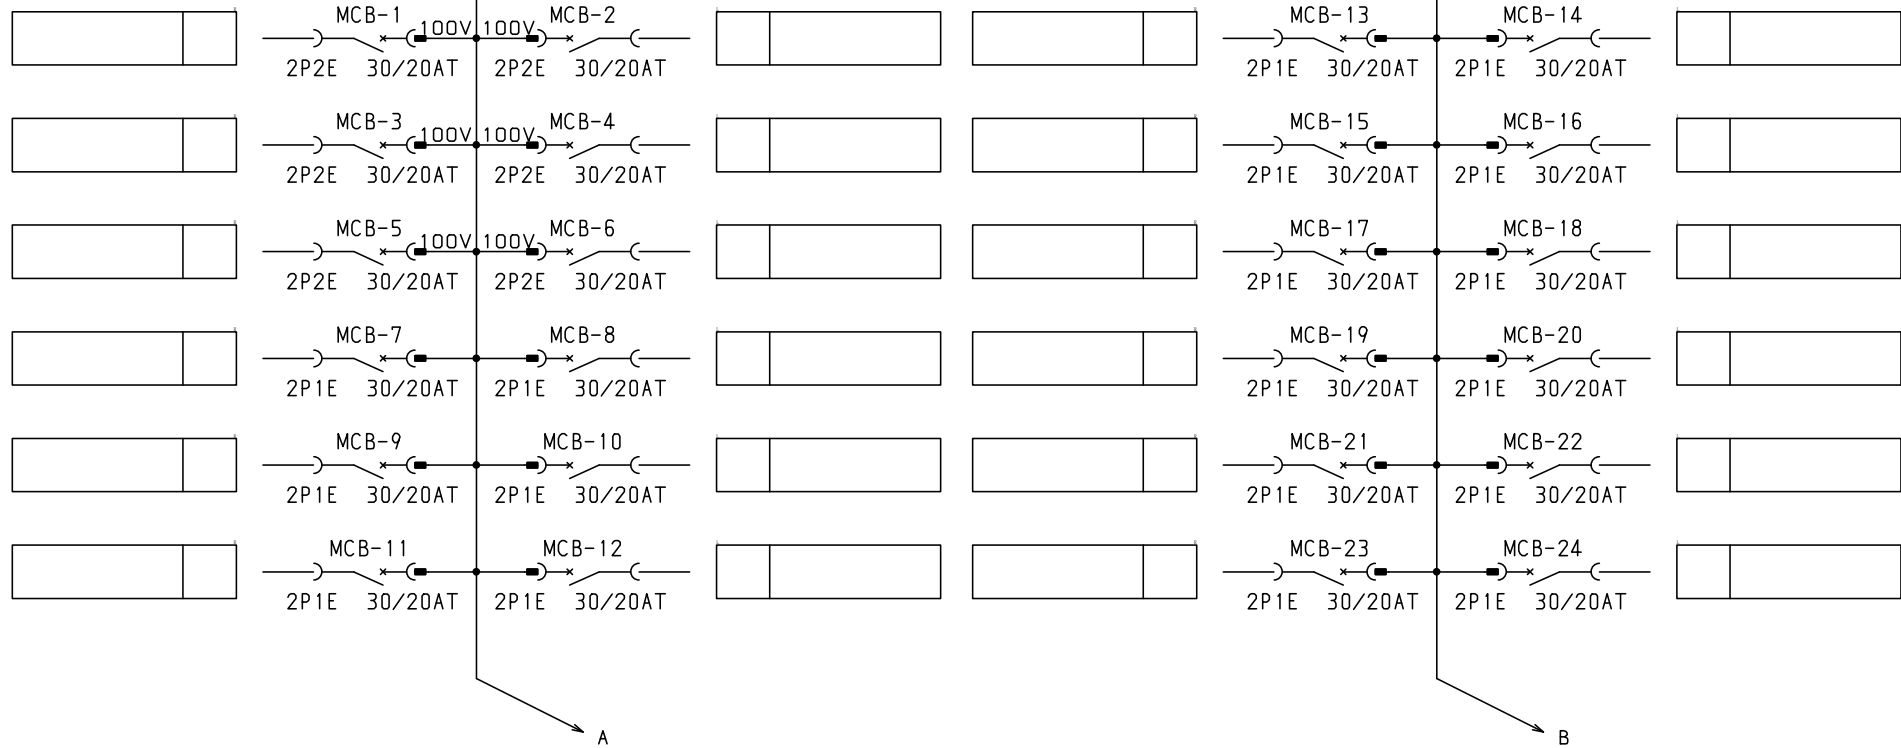 MCB-1 100V 100V MCB-2 MCB-13 MCB-14
2P2E 30/20AT 2P2E 30/20AT 2P1E 30/20AT 2P1E 30/20AT
MCB-3 100V 100V MCB-4 MCB-15 MCB-16
2P2E 30/20AT 2P2E 30/20AT 2P1E 30/20AT 2P1E 30/20AT
MCB-5 100V 100V MCB-6 MCB-17 MCB-18
2P2E 30/20AT 2P2E 30/20AT 2P1E 30/20AT 2P1E 30/20AT
MCB-7 MCB-8 MCB-19 MCB-20
2P1E 30/20AT 2P1E 30/20AT 2P1E 30/20AT 2P1E 30/20AT
MCB-9 MCB-10 MCB-21 MCB-22
2P1E 30/20AT 2P1E 30/20AT 2P1E 30/20AT 2P1E 30/20AT
MCB-11 MCB-12 MCB-23 MCB-24
2P1E 30/20AT 2P1E 30/20AT 2P1E 30/20AT 2P1E 30/20AT
A B